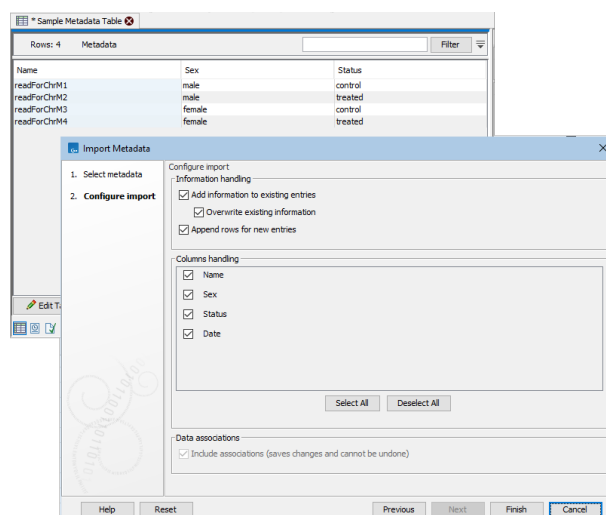 * Sample Metadata Table
Rows: 4 Metadata Filter
Name Sex Status
readForChrM1 male control
readForChrM2 male treated
readForChrM3 female control
readForChrM4 female treated
Edit Ta
Import Metadata
1. Select metadata
2. Configure import
Configure import
Information handling
Add information to existing entries
Overwrite existing information
Append rows for new entries
Columns handling
Name
Sex
Status
Date
Select All Deselect All
Data associations
Include associations (saves changes and cannot be undone)
Help Reset Previous Next Finish Cancel